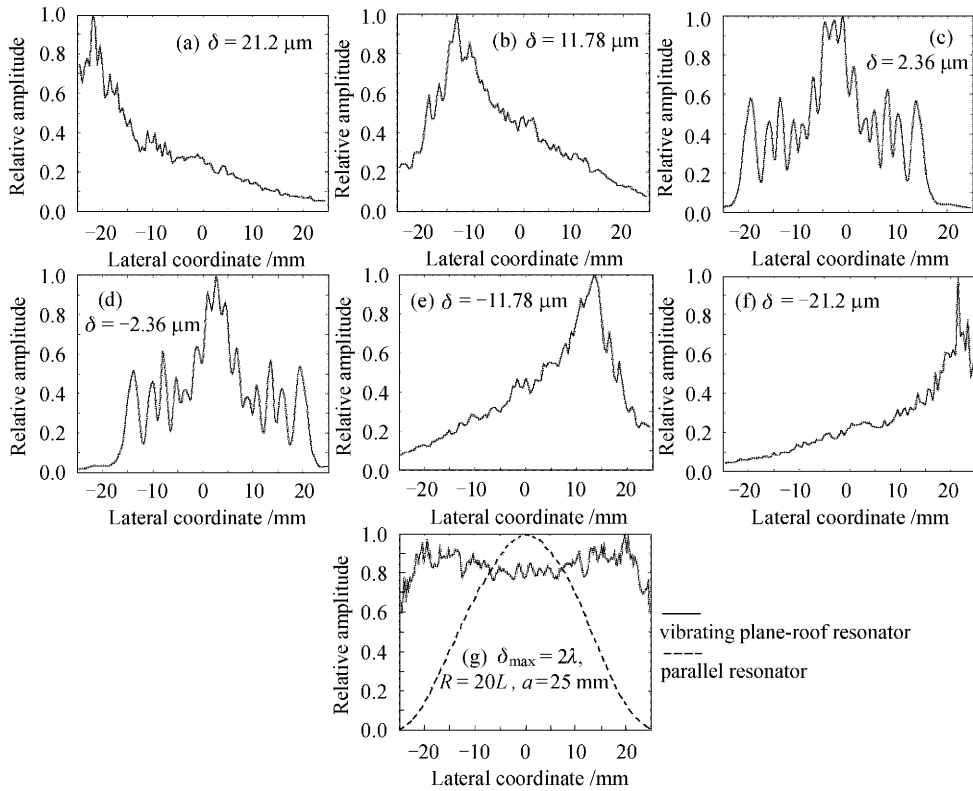 (a) δ = 21.2 μm
(b) δ = 11.78 μm
(c)
δ = 2.36 μm
Relative amplitude
1.0
0.8
0.6
0.4
0.2
0.0
−20 −10 0 10 20
Lateral coordinate /mm
Relative amplitude
1.0
0.8
0.6
0.4
0.2
0.0
−20 −10 0 10 20
Lateral coordinate /mm
Relative amplitude
1.0
0.8
0.6
0.4
0.2
0.0
−20 −10 0 10 20
Lateral coordinate /mm
(d)
δ = −2.36 μm
(e) δ = −11.78 μm
(f) δ = −21.2 μm
Relative amplitude
1.0
0.8
0.6
0.4
0.2
0.0
−20 −10 0 10 20
Lateral coordinate /mm
Relative amplitude
1.0
0.8
0.6
0.4
0.2
0.0
−20 −10 0 10 20
Lateral coordinate /mm
Relative amplitude
1.0
0.8
0.6
0.4
0.2
0.0
−20 −10 0 10 20
Lateral coordinate /mm
Relative amplitude
1.0
0.8
0.6
0.4
0.2
0.0
(g) δmax = 2λ,
R = 20L , a=25 mm
−20 −10 0 10 20
Lateral coordinate /mm
vibrating plane-roof resonator
parallel resonator